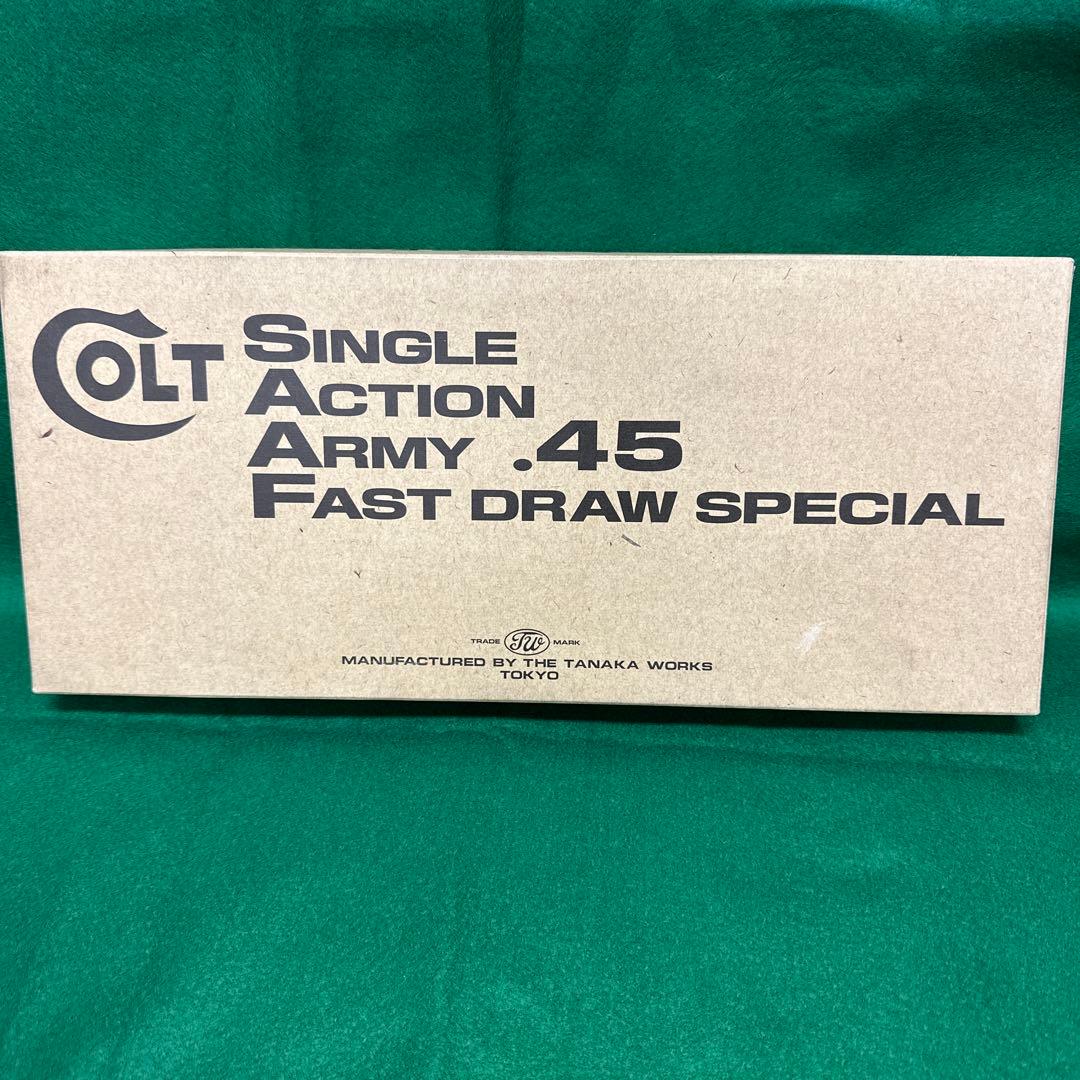 COLT
SINGLE
ACTION
ARMY .45
FAST DRAW SPECIAL
TRADE TW MARK
MANUFACTURED BY THE TANAKA WORKS
TOKYO